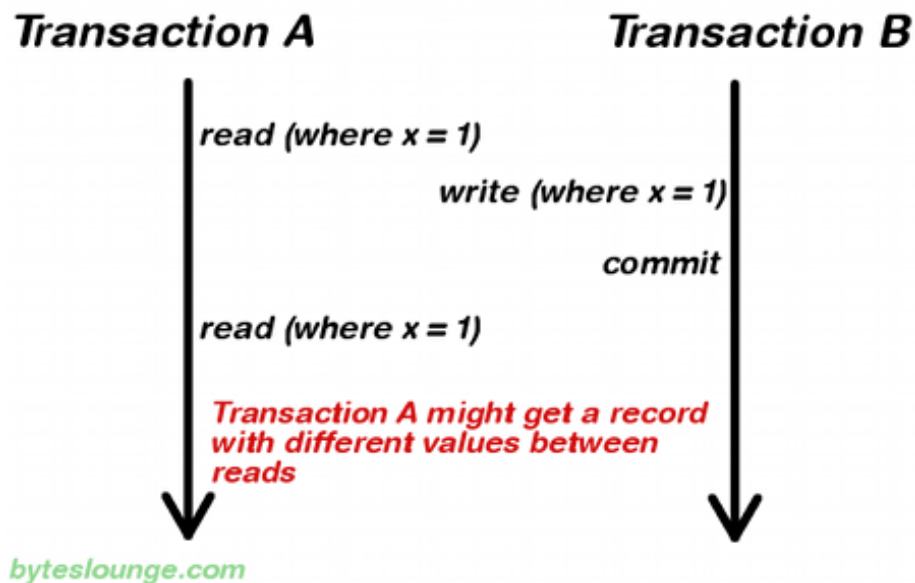 Transaction A
Transaction B
read (where x = 1)
write (where x = 1)
commit
read (where x = 1)
Transaction A might get a record
with different values between
reads
byteslounge.com